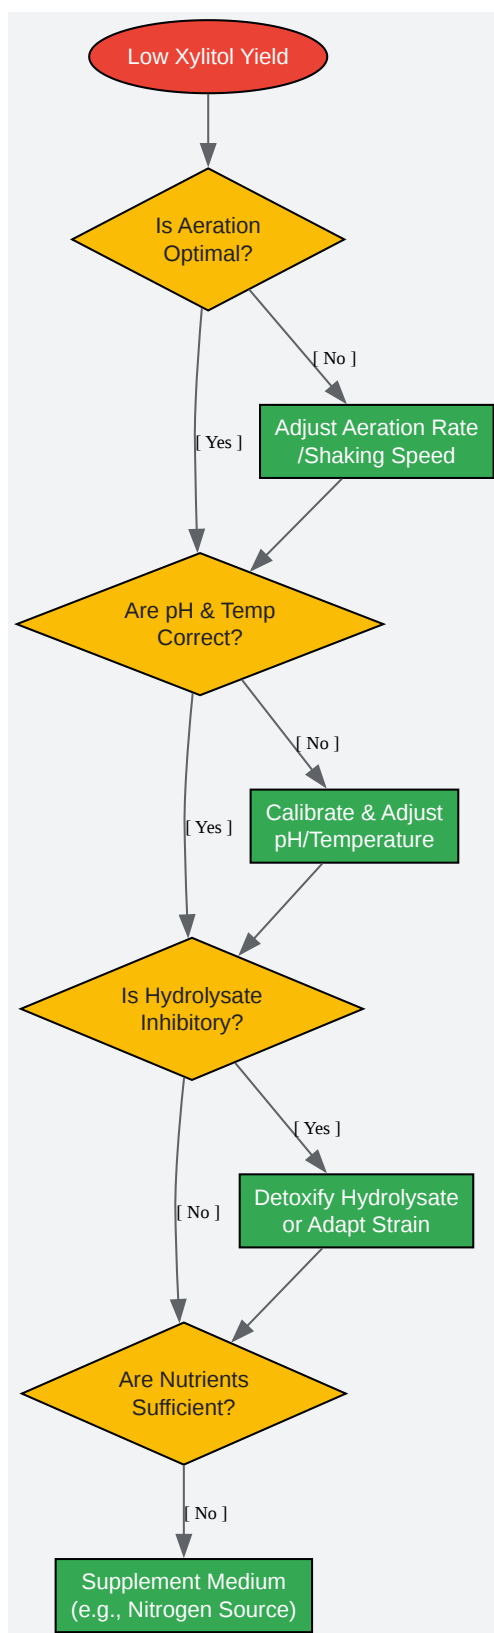 Low Xylitol Yield
Is Aeration
Optimal?
[ No ]
Adjust Aeration Rate
/Shaking Speed
[ Yes ]
Are pH & Temp
Correct?
[ No ]
Calibrate & Adjust
pH/Temperature
[ Yes ]
Is Hydrolysate
Inhibitory?
[ Yes ]
Detoxify Hydrolysate
or Adapt Strain
[ No ]
Are Nutrients
Sufficient?
[ No ]
Supplement Medium
(e.g., Nitrogen Source)